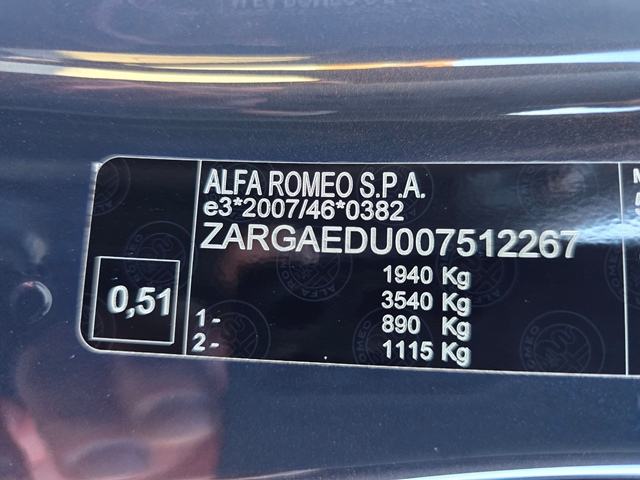 ALFA ROMEO S.P.A.
e3*2007/46*0382
ZARGAEDU007512267
1940 Kg
3540 Kg
1 - 890 Kg
2 - 1115 Kg
0,51